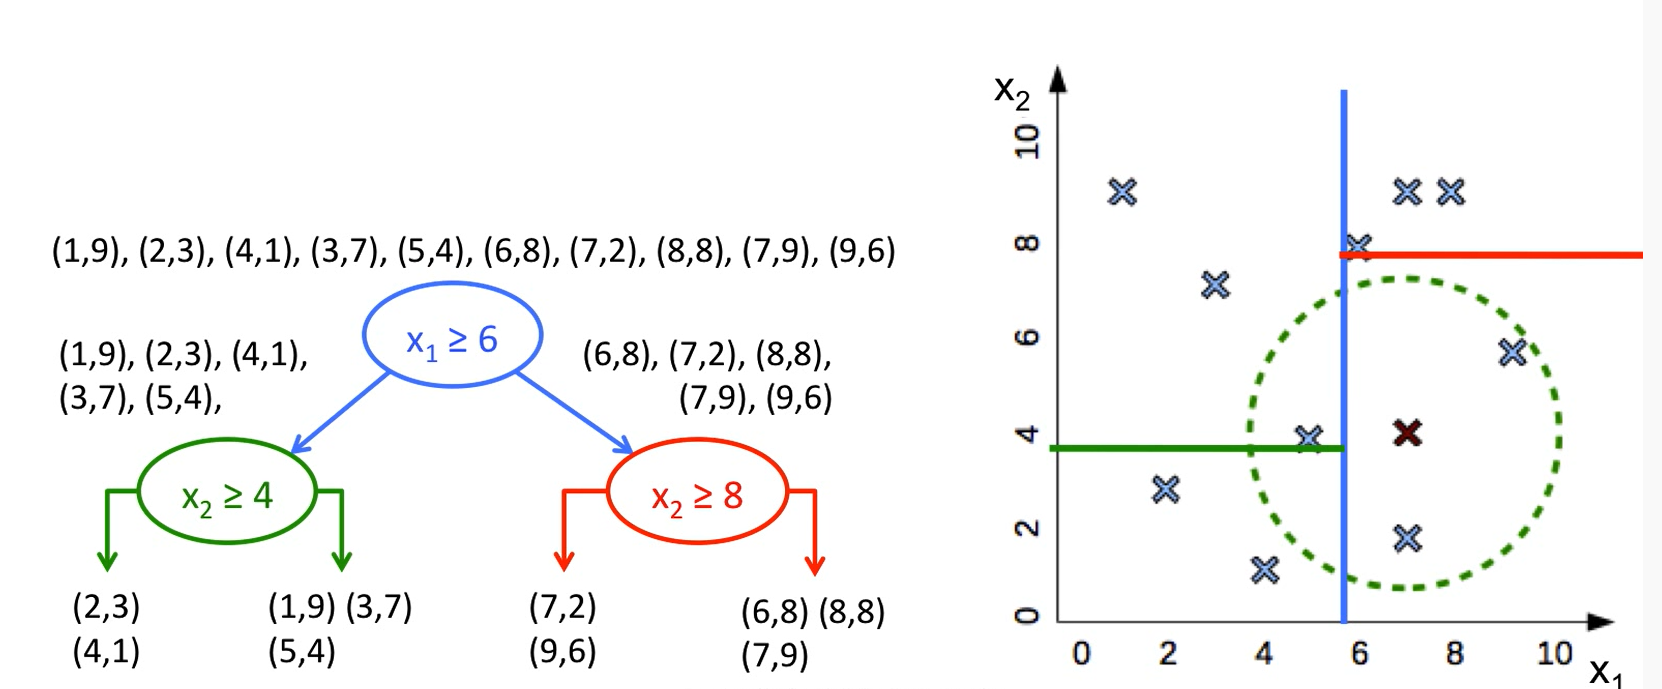 (1,9), (2,3), (4,1), (3,7), (5,4), (6,8), (7,2), (8,8), (7,9), (9,6)
x₁ ≥ 6
(1,9), (2,3), (4,1),
(3,7), (5,4),
(6,8), (7,2), (8,8),
(7,9), (9,6)
x₂ ≥ 4
x₂ ≥ 8
(2,3)
(4,1)
(1,9) (3,7)
(5,4)
(7,2)
(9,6)
(6,8) (8,8)
(7,9)
x₂
10
8
6
4
2
0
0 2 4 6 8 10
x₁